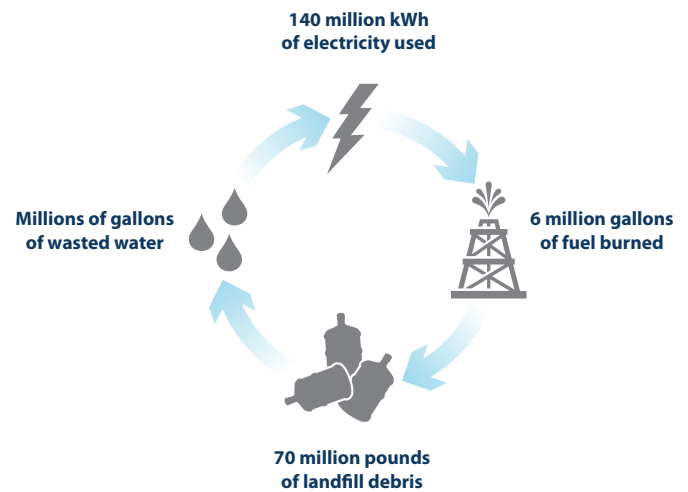 140 million kWh
of electricity used
Millions of gallons
of wasted water
6 million gallons
of fuel burned
70 million pounds
of landfill debris